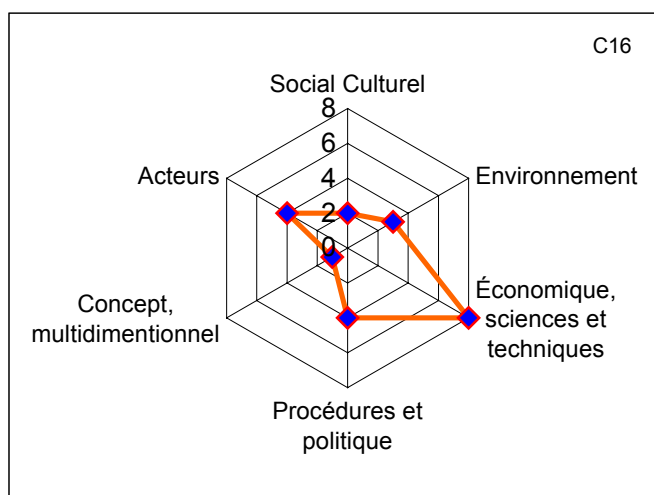 C16
Social Culturel
8
6
4
2
0
Acteurs
Environnement
Économique,
sciences et
techniques
Concept,
multidimentionnel
Procédures et
politique